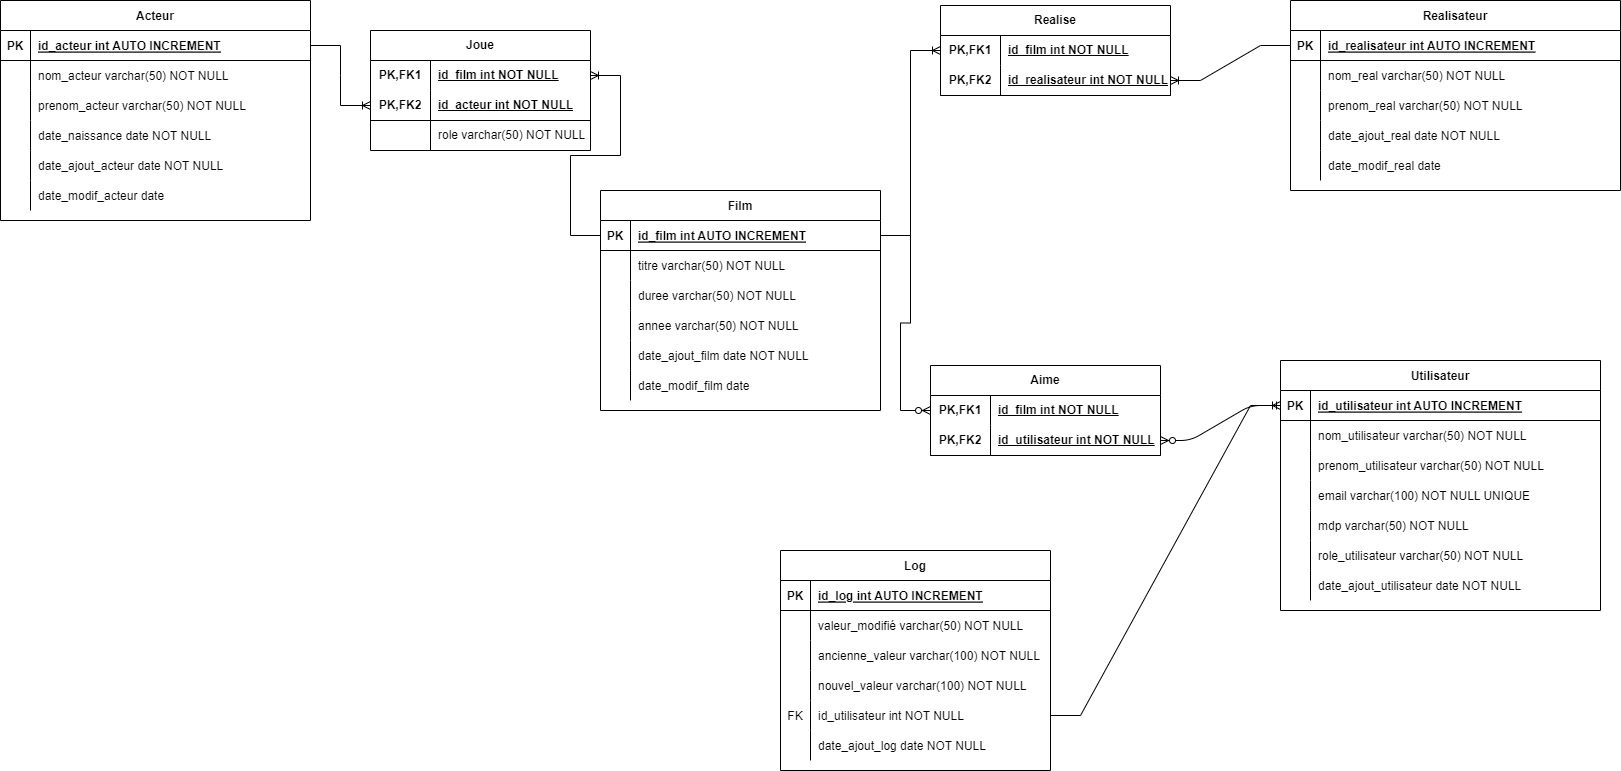 Acteur
PK id_acteur int AUTO INCREMENT
nom_acteur varchar(50) NOT NULL
prenom_acteur varchar(50) NOT NULL
date_naissance date NOT NULL
date_ajout_acteur date NOT NULL
date_modif_acteur date
Joue
PK,FK1 id_film int NOT NULL
PK,FK2 id_acteur int NOT NULL
role varchar(50) NOT NULL
Realise
PK,FK1 id_film int NOT NULL
PK,FK2 id_realisateur int NOT NULL
Realisateur
PK id_realisateur int AUTO INCREMENT
nom_real varchar(50) NOT NULL
prenom_real varchar(50) NOT NULL
date_ajout_real date NOT NULL
date_modif_real date
Film
PK id_film int AUTO INCREMENT
titre varchar(50) NOT NULL
duree varchar(50) NOT NULL
annee varchar(50) NOT NULL
date_ajout_film date NOT NULL
date_modif_film date
Aime
PK,FK1 id_film int NOT NULL
PK,FK2 id_utilisateur int NOT NULL
Utilisateur
PK id_utilisateur int AUTO INCREMENT
nom_utilisateur varchar(50) NOT NULL
prenom_utilisateur varchar(50) NOT NULL
email varchar(100) NOT NULL UNIQUE
mdp varchar(50) NOT NULL
role_utilisateur varchar(50) NOT NULL
date_ajout_utilisateur date NOT NULL
Log
PK id_log int AUTO INCREMENT
valeur_modifié varchar(50) NOT NULL
ancienne_valeur varchar(100) NOT NULL
nouvel_valeur varchar(100) NOT NULL
FK id_utilisateur int NOT NULL
date_ajout_log date NOT NULL